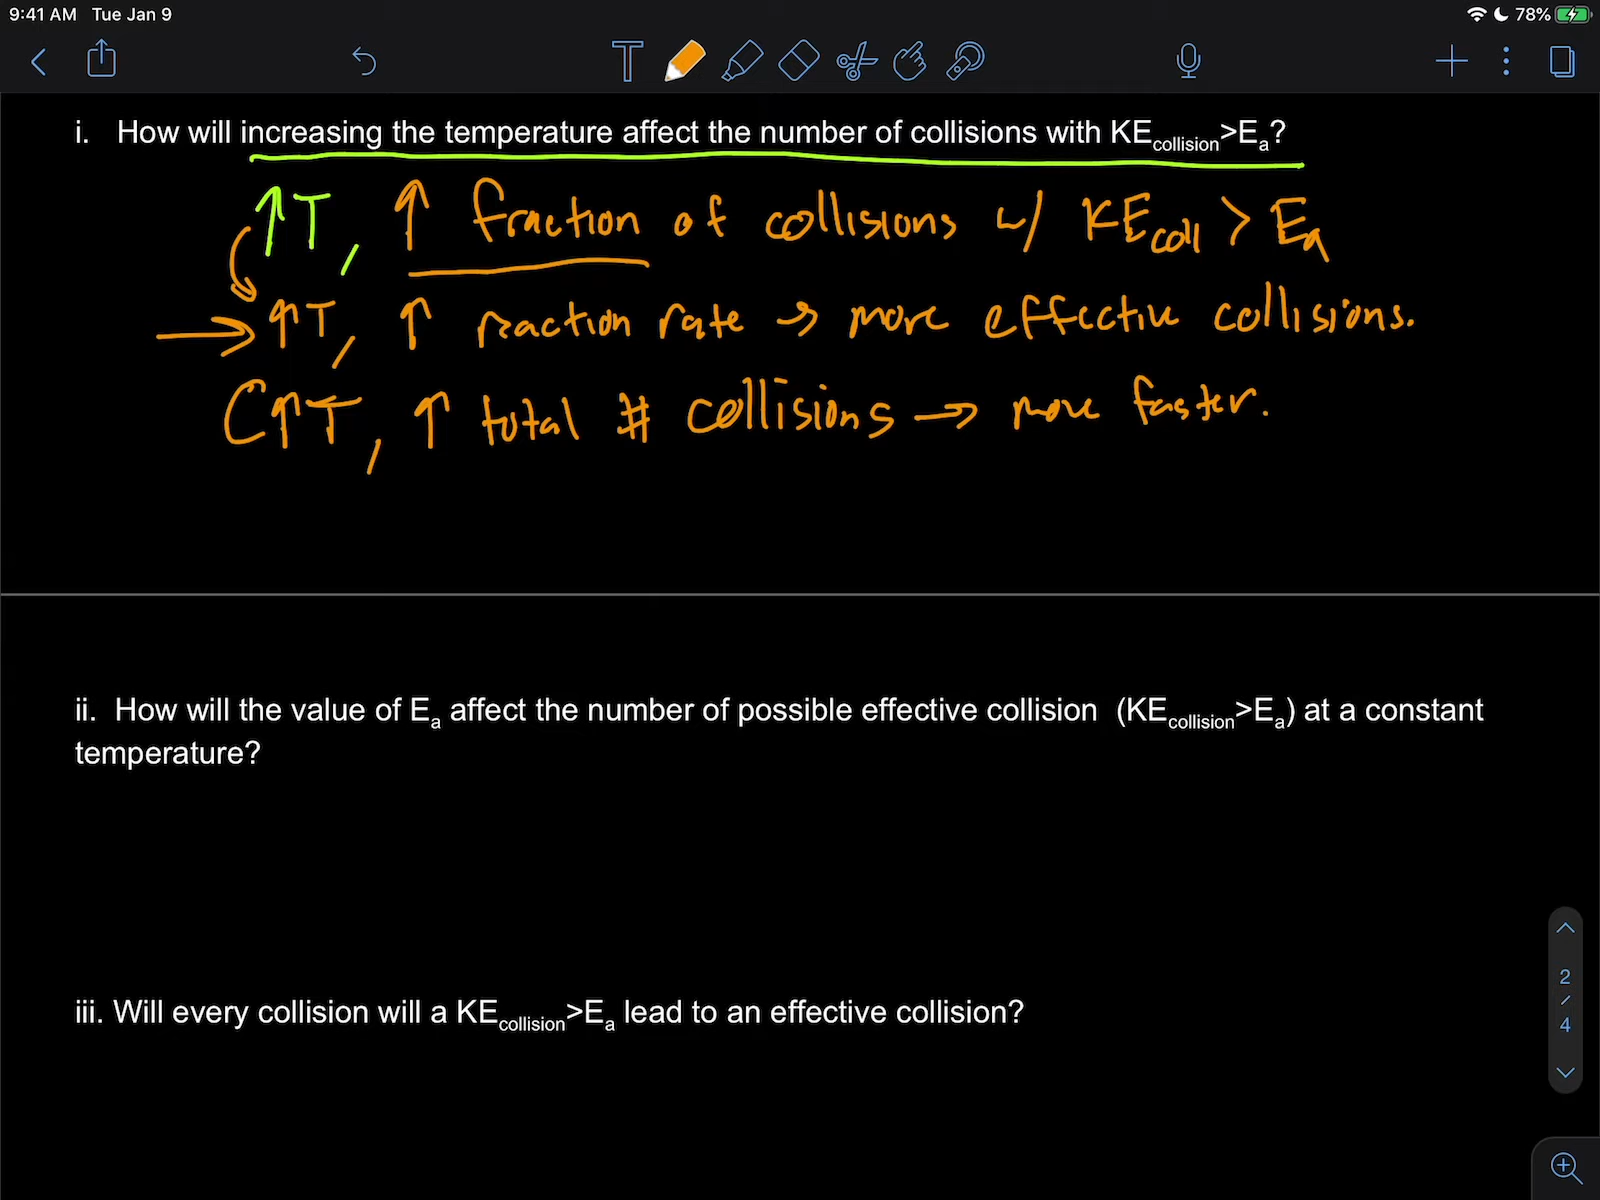 9:41 AM Tue Jan 9 78%
T
i. How will increasing the temperature affect the number of collisions with KEcollision>Ea?
↑T, ↑ fraction of collisions w/ KEcoll > Ea
→ ↑T, ↑ reaction rate → more effective collisions.
↑T, ↑ total # collisions → move faster.
ii. How will the value of Ea affect the number of possible effective collision (KEcollision>Ea) at a constant
temperature?
iii. Will every collision will a KEcollision>Ea lead to an effective collision?
2
/
4